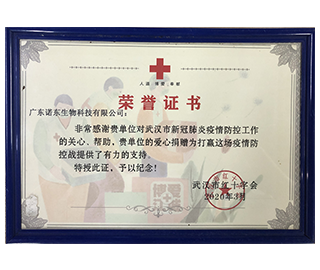 人道 博爱 奉献
荣誉证书
广东诺东生物科技有限公司：
非常感谢贵单位对武汉市新冠肺炎疫情防控工作
的关心、帮助，贵单位的爱心捐赠为打赢这场疫情防
控战提供了有力的支持。
特授此证，予以纪念！
武汉市红十字会
2020年3月